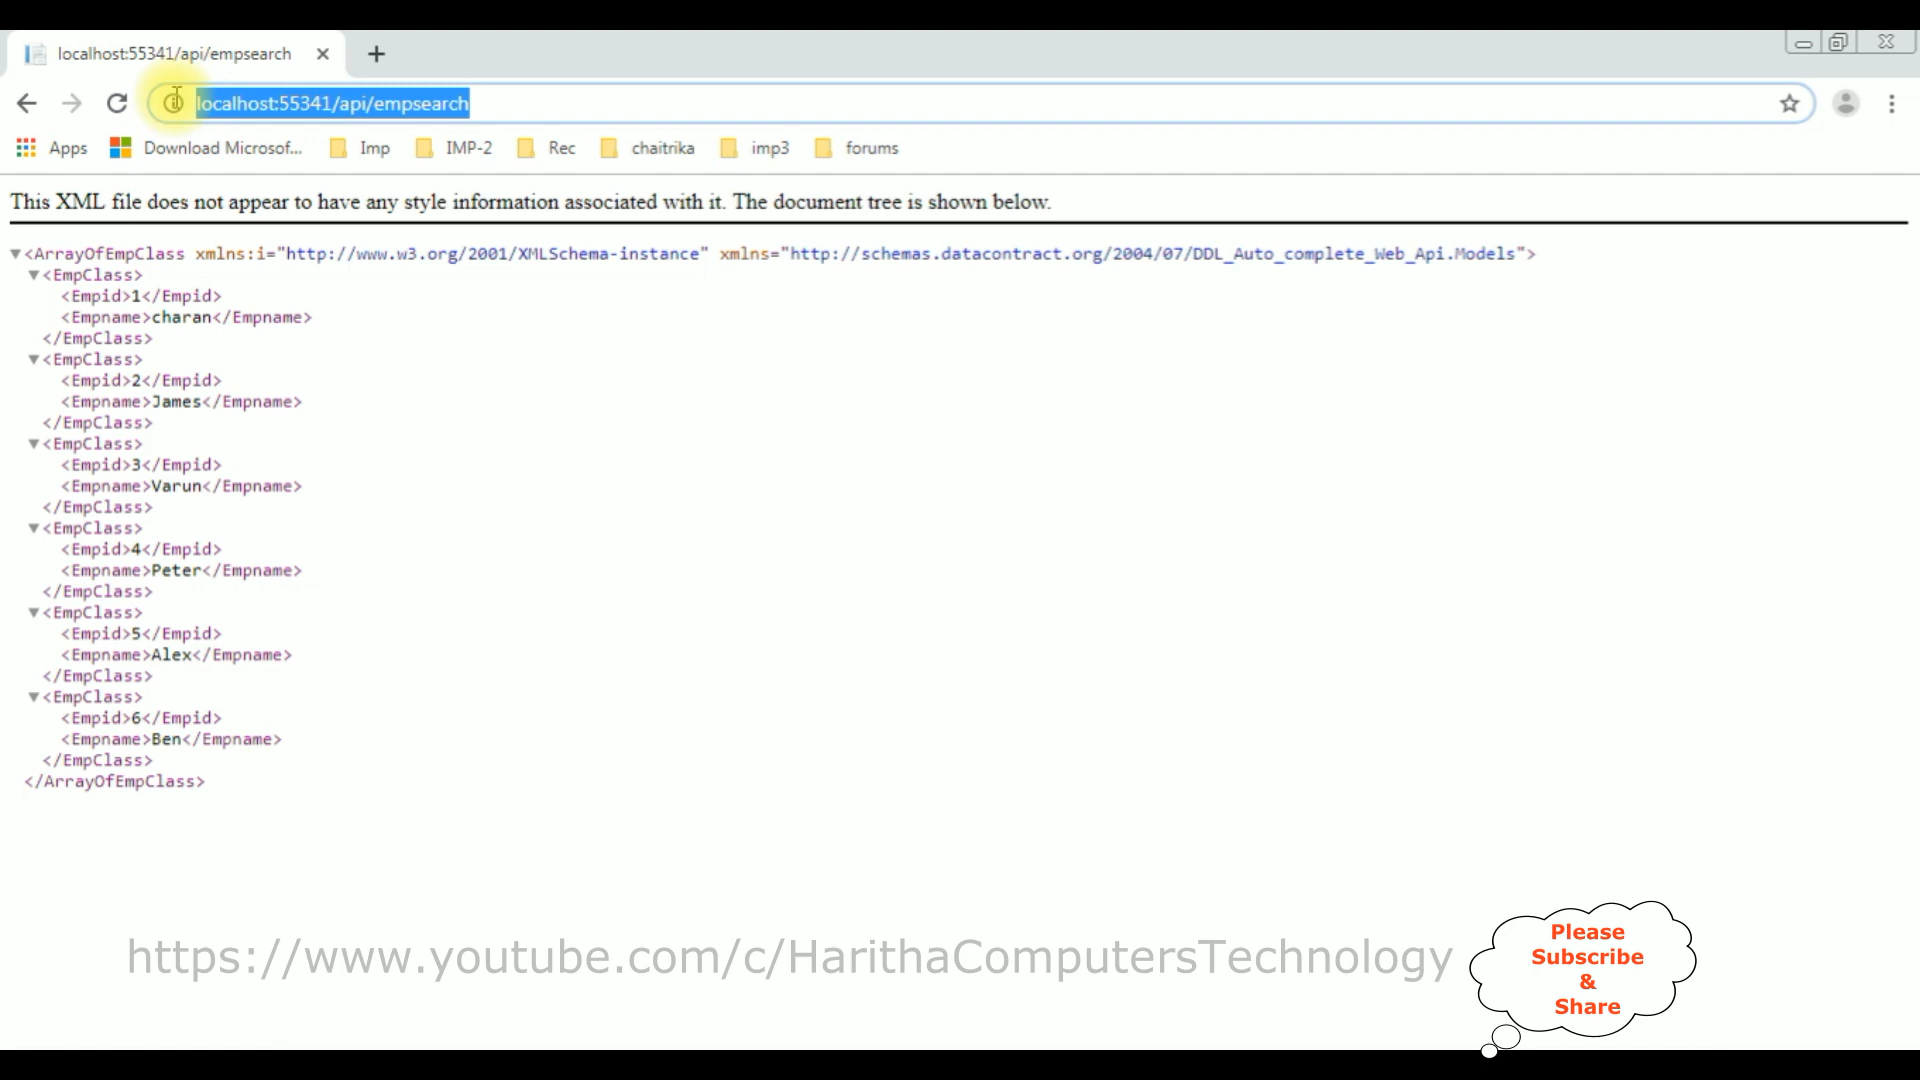 localhost:55341/api/empsearch
localhost:55341/api/empsearch
Apps Download Microsof... Imp IMP-2 Rec chaitrika imp3 forums
This XML file does not appear to have any style information associated with it. The document tree is shown below.
<ArrayOfEmpClass xmlns:i="http://www.w3.org/2001/XMLSchema-instance" xmlns="http://schemas.datacontract.org/2004/07/DDL_Auto_complete_Web_Api.Models">
<EmpClass>
<Empid>1</Empid>
<Empname>charan</Empname>
</EmpClass>
<EmpClass>
<Empid>2</Empid>
<Empname>James</Empname>
</EmpClass>
<EmpClass>
<Empid>3</Empid>
<Empname>Varun</Empname>
</EmpClass>
<EmpClass>
<Empid>4</Empid>
<Empname>Peter</Empname>
</EmpClass>
<EmpClass>
<Empid>5</Empid>
<Empname>Alex</Empname>
</EmpClass>
<EmpClass>
<Empid>6</Empid>
<Empname>Ben</Empname>
</EmpClass>
</ArrayOfEmpClass>
https://www.youtube.com/c/HarithaComputersTechnology
Please
Subscribe
&
Share